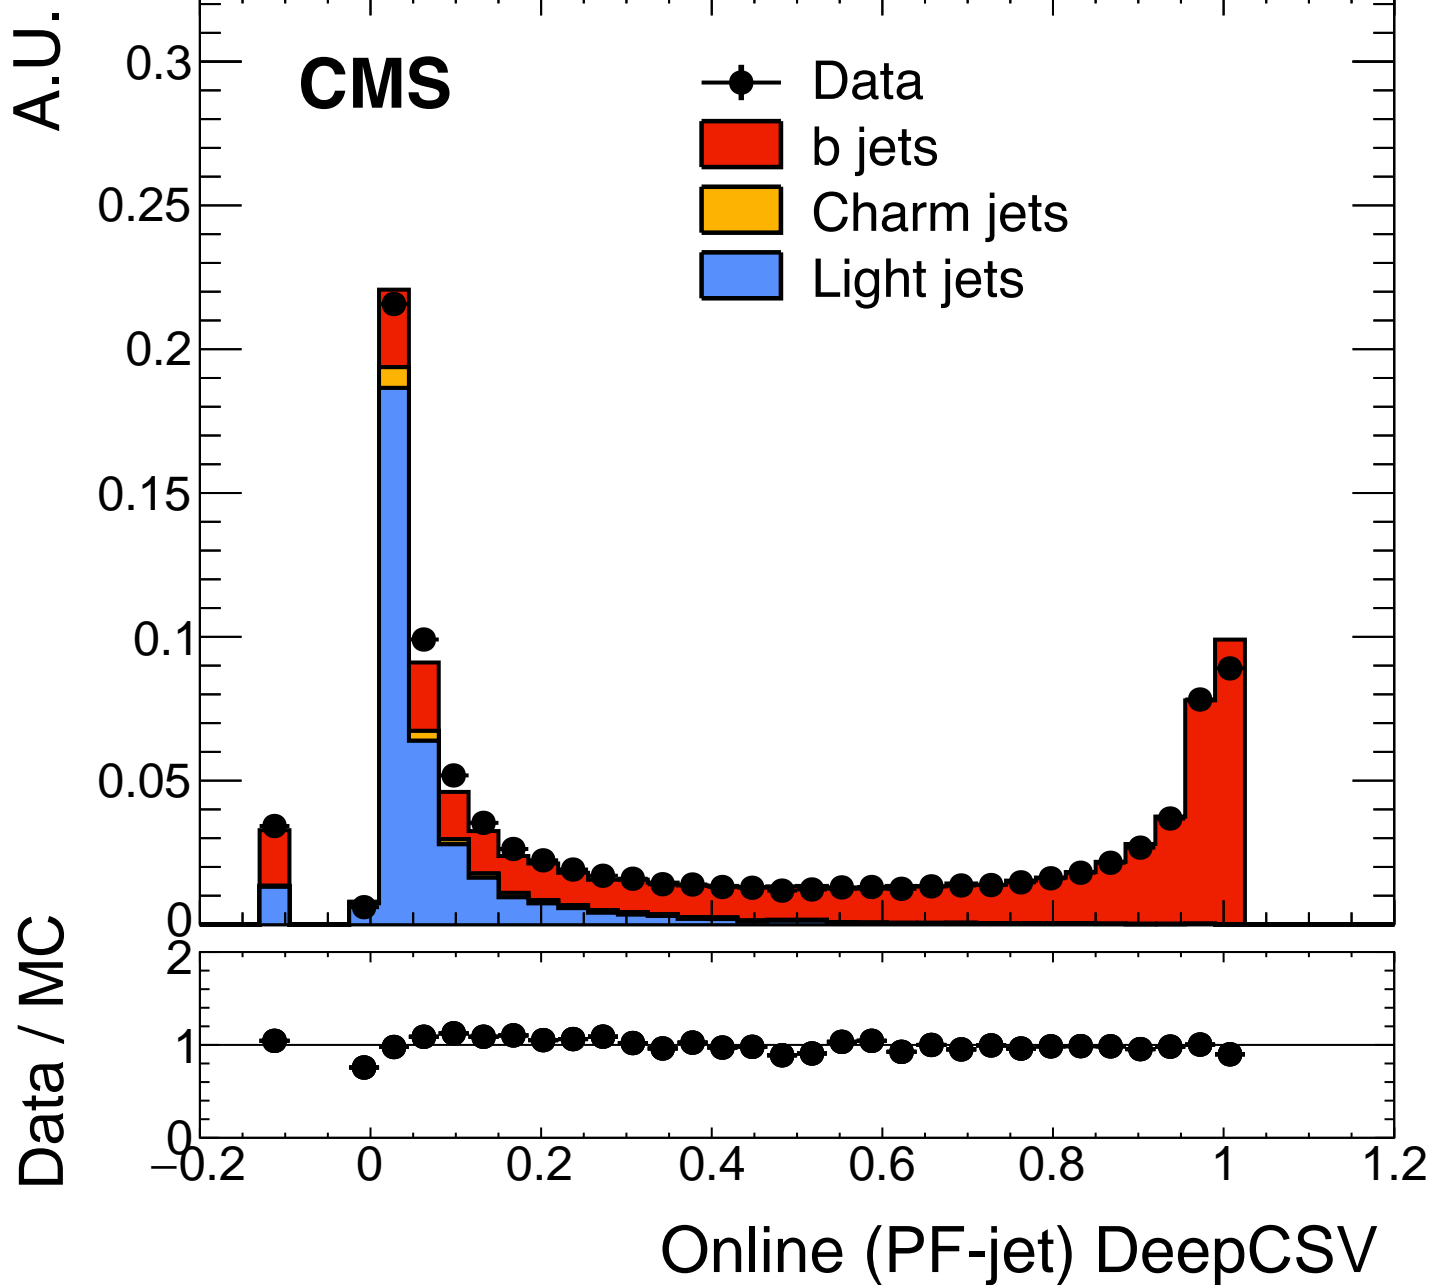 A.U.
CMS
Data
b jets
Charm jets
Light jets
0.3
0.25
0.2
0.15
0.1
0.05
0
Data / MC
2
1
0
−0.2 0 0.2 0.4 0.6 0.8 1 1.2
Online (PF-jet) DeepCSV